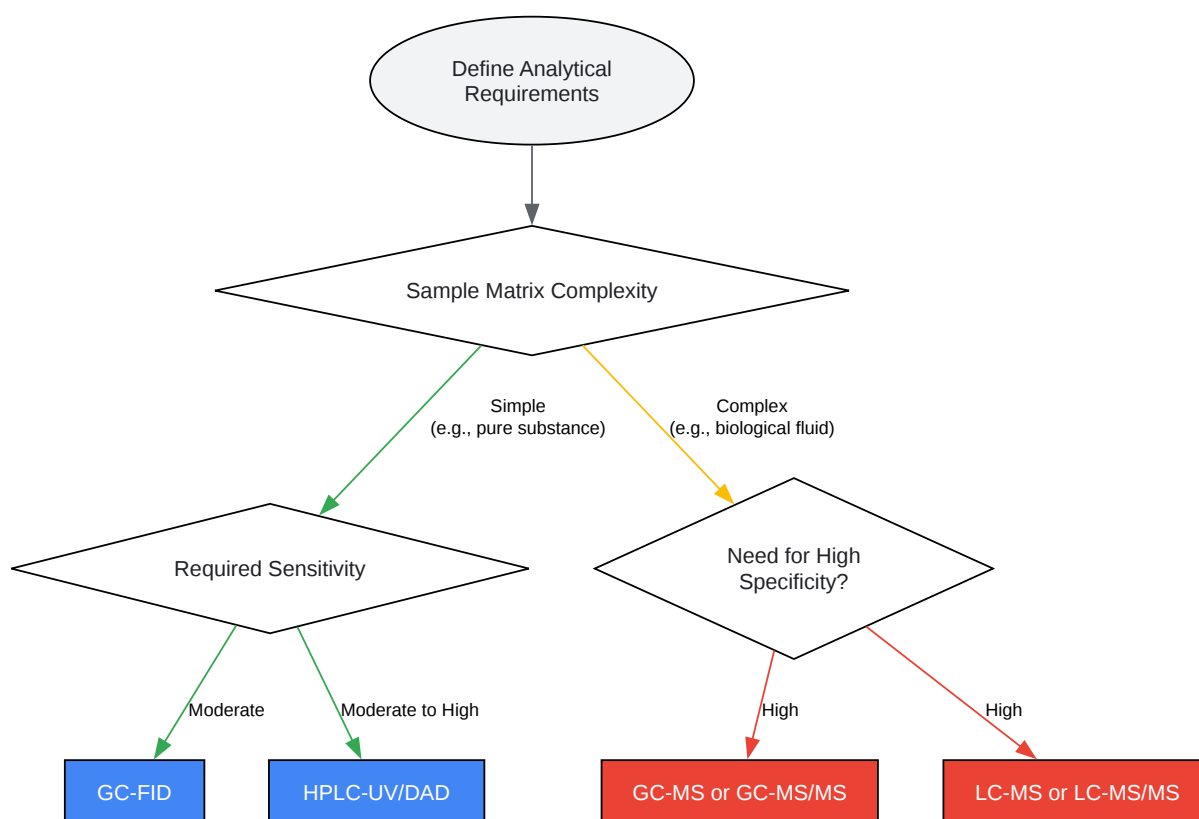 Define Analytical
Requirements
Sample Matrix Complexity
Simple
(e.g., pure substance)
Complex
(e.g., biological fluid)
Required Sensitivity
Need for High
Specificity?
Moderate
Moderate to High
High
High
GC-FID
HPLC-UV/DAD
GC-MS or GC-MS/MS
LC-MS or LC-MS/MS